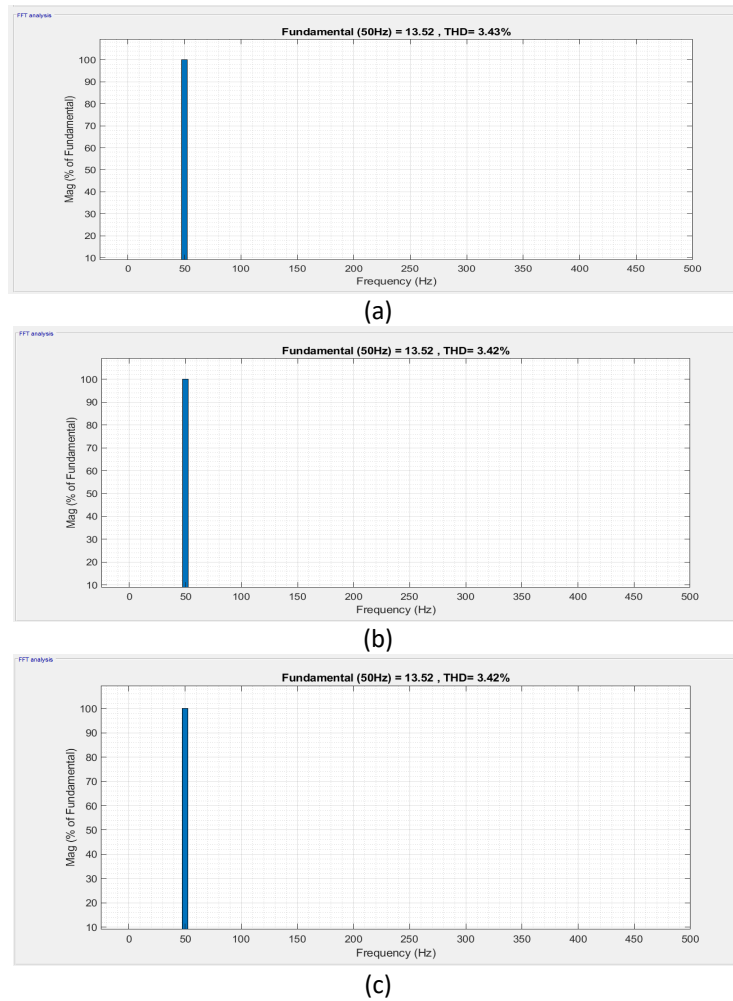 FFT analysis
Fundamental (50Hz) = 13.52 , THD= 3.43%
Mag (% of Fundamental)
100
90
80
70
60
50
40
30
20
10
0 50 100 150 200 250 300 350 400 450 500
Frequency (Hz)
(a)
FFT analysis
Fundamental (50Hz) = 13.52 , THD= 3.42%
Mag (% of Fundamental)
100
90
80
70
60
50
40
30
20
10
0 50 100 150 200 250 300 350 400 450 500
Frequency (Hz)
(b)
FFT analysis
Fundamental (50Hz) = 13.52 , THD= 3.42%
Mag (% of Fundamental)
100
90
80
70
60
50
40
30
20
10
0 50 100 150 200 250 300 350 400 450 500
Frequency (Hz)
(c)